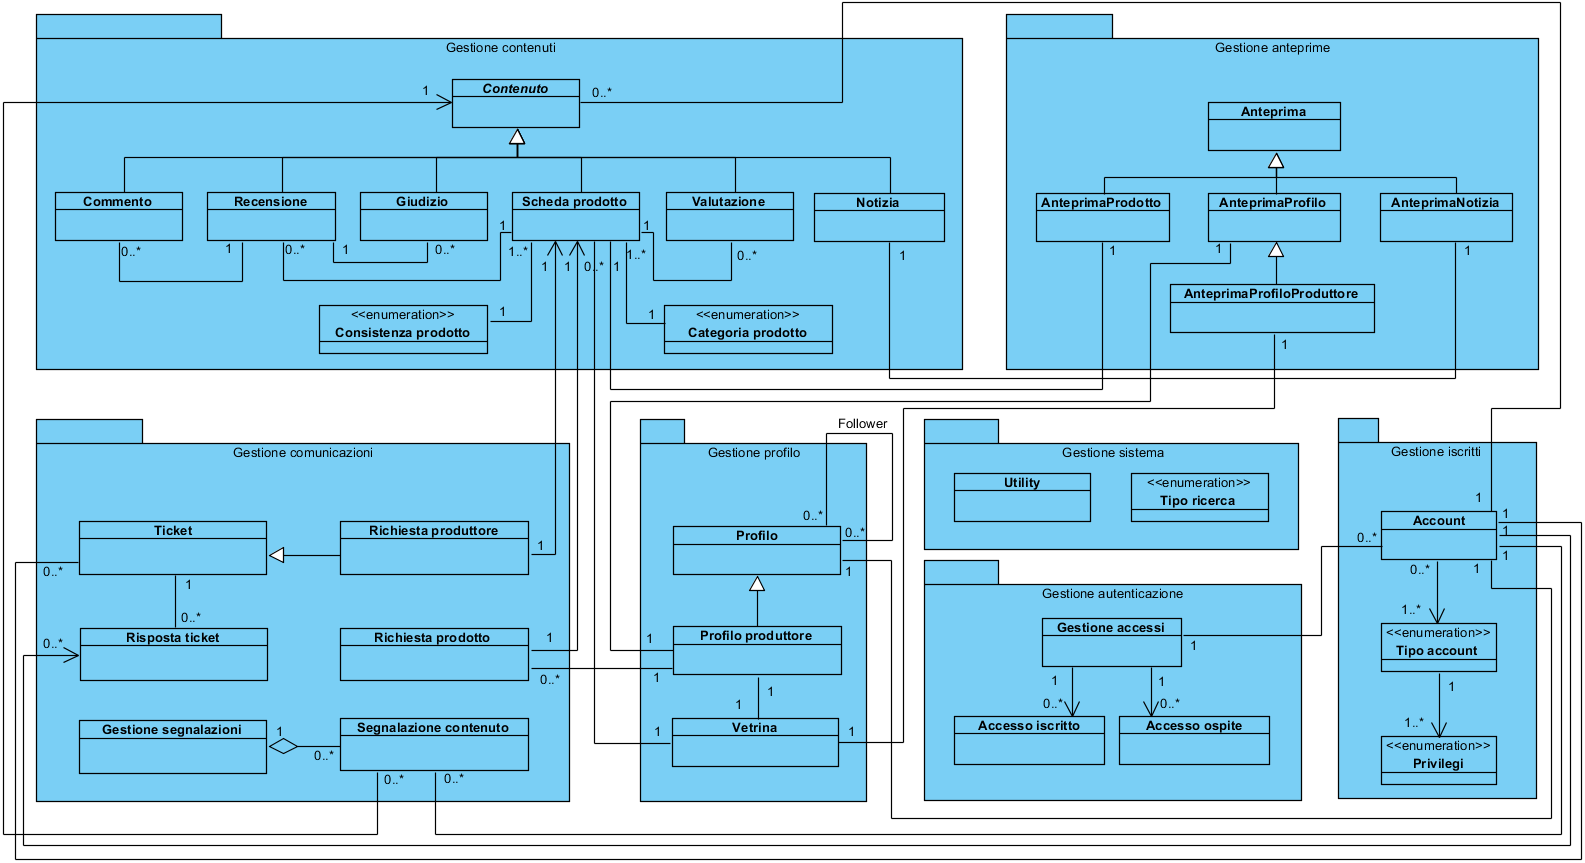 Gestione contenuti
Gestione anteprime
1
Contenuto
0..*
Anteprima
Commento
Recensione
Giudizio
Scheda prodotto
Valutazione
Notizia
AnteprimaProdotto
AnteprimaProfilo
AnteprimaNotizia
0..*
1
0..*
1
0..*
1
1..*
1
1
0..*
1
1..*
1
0..*
1
1
1
1
<<enumeration>>
Consistenza prodotto
1
1
<<enumeration>>
Categoria prodotto
AnteprimaProfiloProduttore
1
Gestione comunicazioni
Ticket
Richiesta produttore
1
0..*
1
0..*
0..*
Risposta ticket
Richiesta prodotto
1
0..*
Gestione segnalazioni
1
0..*
Segnalazione contenuto
0..*
0..*
Follower
Gestione profilo
0..*
0..*
Profilo
1
1
Profilo produttore
1
1
1
1
Vetrina
1
Gestione sistema
Utility
<<enumeration>>
Tipo ricerca
Gestione autenticazione
Gestione accessi
1
1
0..*
1
0..*
Accesso iscritto
Accesso ospite
Gestione iscritti
1
Account
1
1
1
0..*
0..*
1
1..*
<<enumeration>>
Tipo account
1
1..*
<<enumeration>>
Privilegi